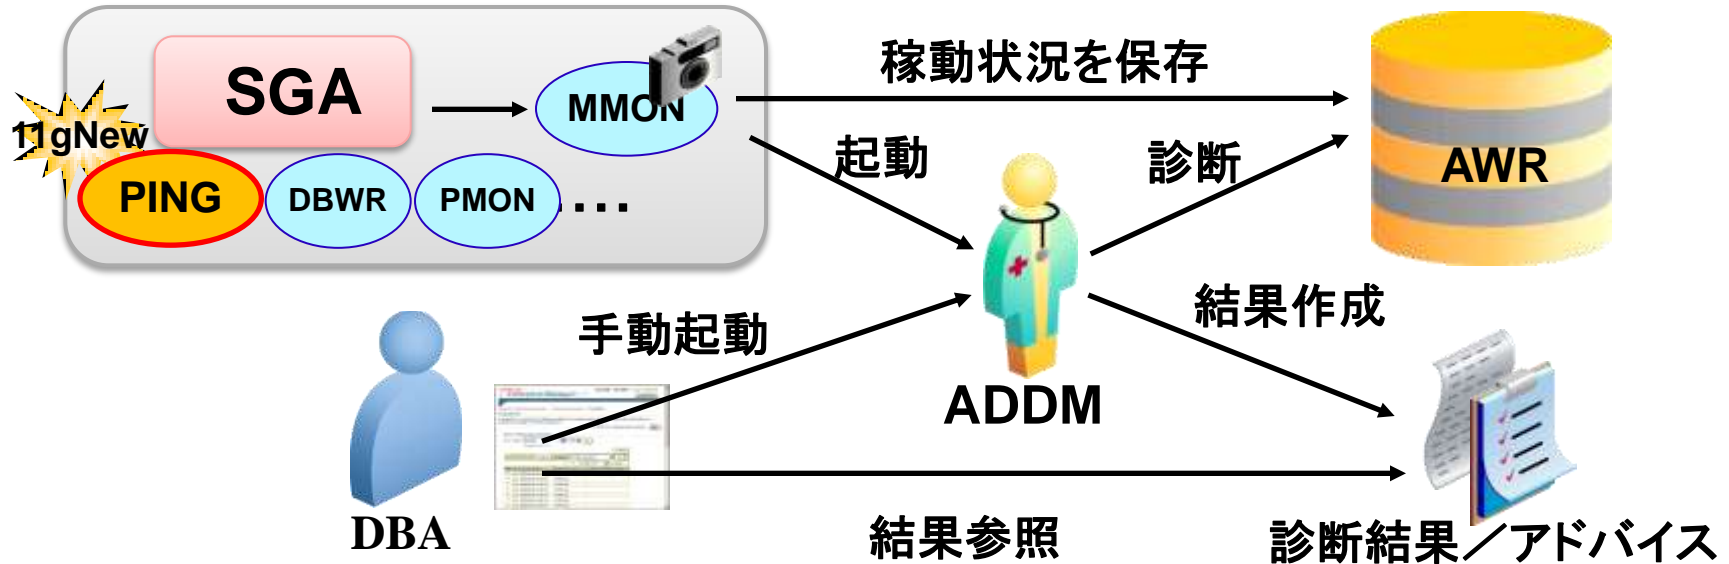 SGA
MMON
稼動状況を保存
11gNew
起動
診断
AWR
PING
DBWR
PMON
....
手動起動
結果作成
ADDM
DBA
結果参照
診断結果／アドバイス